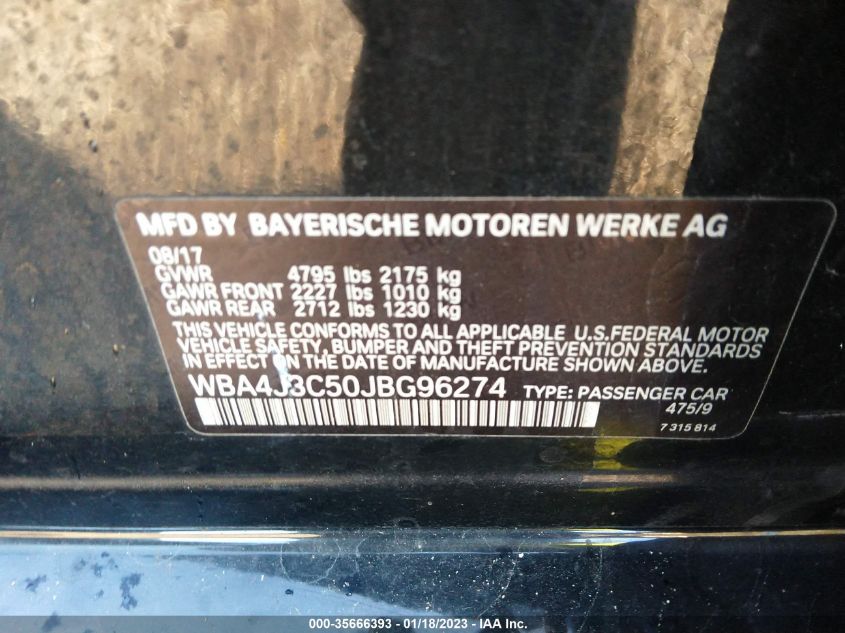 MFD BY BAYERISCHE MOTOREN WERKE AG
08/17
GVWR 4795 lbs 2175 kg
GAWR FRONT 2227 lbs 1010 kg
GAWR REAR 2712 lbs 1230 kg
THIS VEHICLE CONFORMS TO ALL APPLICABLE U.S.FEDERAL MOTOR
VEHICLE SAFETY, BUMPER AND THEFT PREVENTION STANDARDS
IN EFFECT ON THE DATE OF MANUFACTURE SHOWN ABOVE.
WBA4J3C50JBG96274 TYPE: PASSENGER CAR
475/9
7 315 814
000-35666393 - 01/18/2023 - IAA Inc.